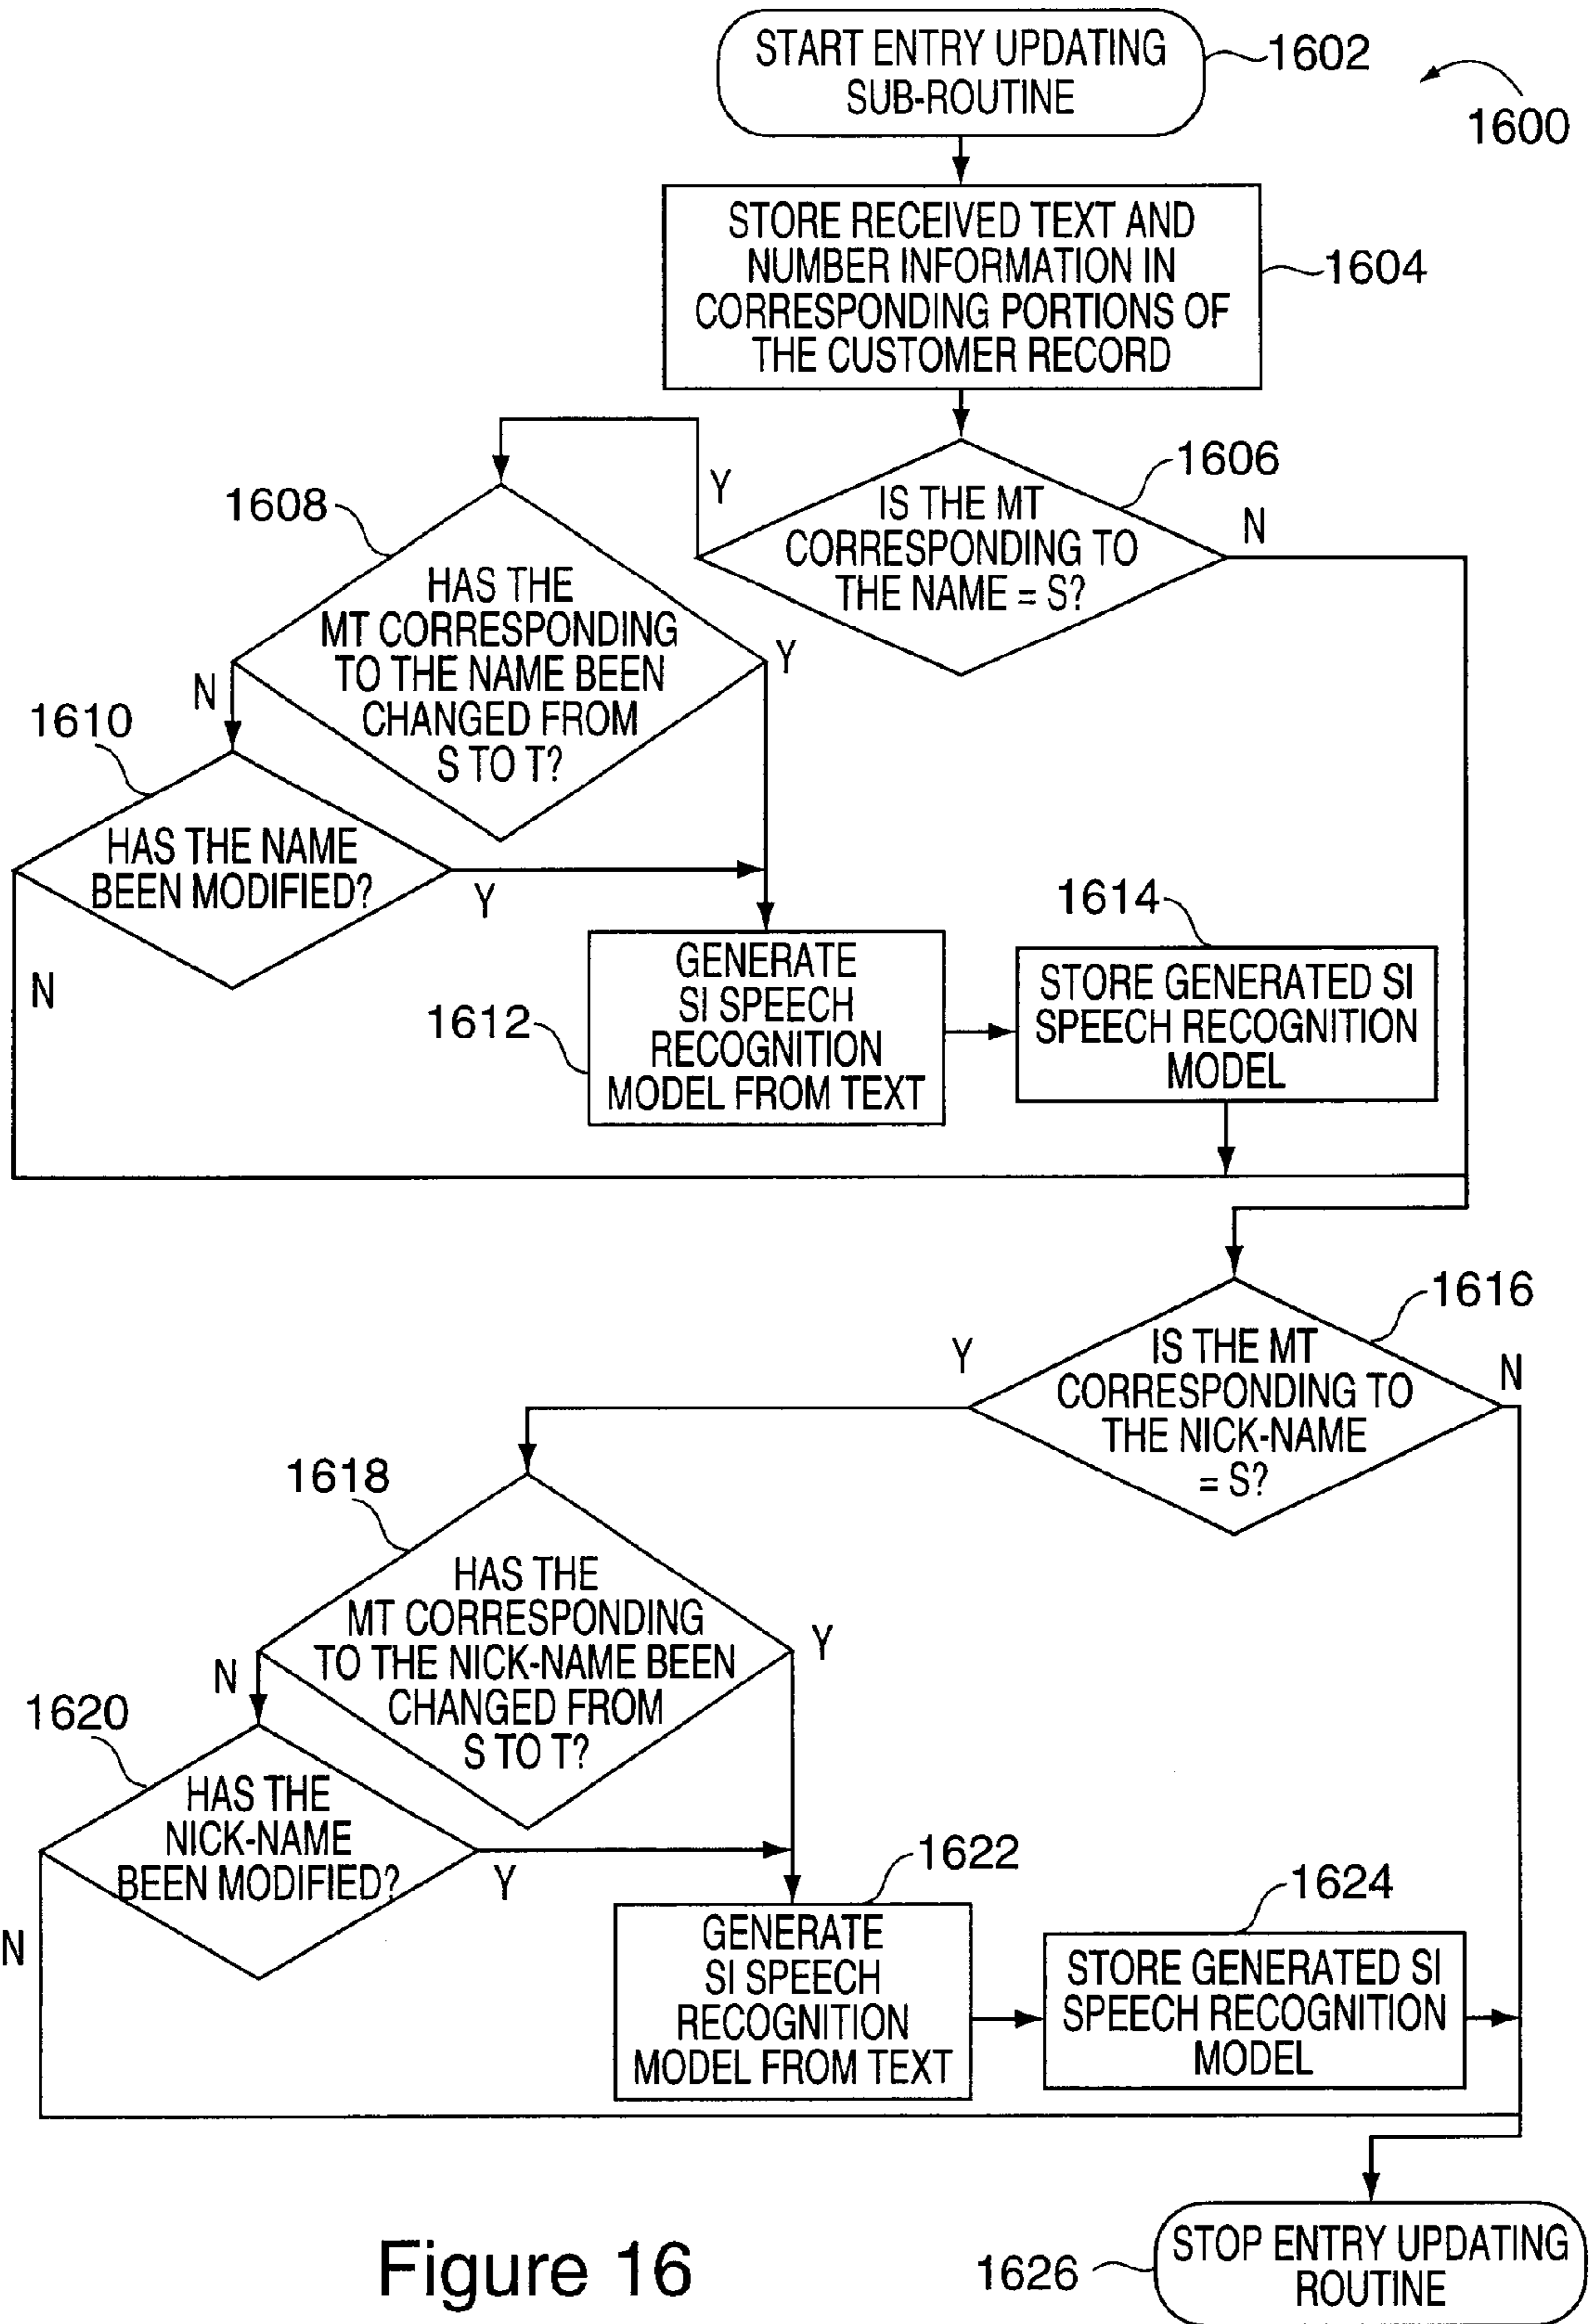 START ENTRY UPDATING
SUB-ROUTINE
1602
1600
STORE RECEIVED TEXT AND
NUMBER INFORMATION IN
CORRESPONDING PORTIONS OF
THE CUSTOMER RECORD
1604
1606
Y
IS THE MT
CORRESPONDING TO
THE NAME = S?
N
1608
HAS THE
MT CORRESPONDING
TO THE NAME BEEN
CHANGED FROM
S TO T?
Y
N
1610
HAS THE NAME
BEEN MODIFIED?
Y
N
1612
GENERATE
SI SPEECH
RECOGNITION
MODEL FROM TEXT
1614
STORE GENERATED SI
SPEECH RECOGNITION
MODEL
1616
Y
IS THE MT
CORRESPONDING TO
THE NICK-NAME
= S?
N
1618
HAS THE
MT CORRESPONDING
TO THE NICK-NAME BEEN
CHANGED FROM
S TO T?
Y
N
1620
HAS THE
NICK-NAME
BEEN MODIFIED?
Y
N
1622
GENERATE
SI SPEECH
RECOGNITION
MODEL FROM TEXT
1624
STORE GENERATED SI
SPEECH RECOGNITION
MODEL
Figure 16
1626
STOP ENTRY UPDATING
ROUTINE